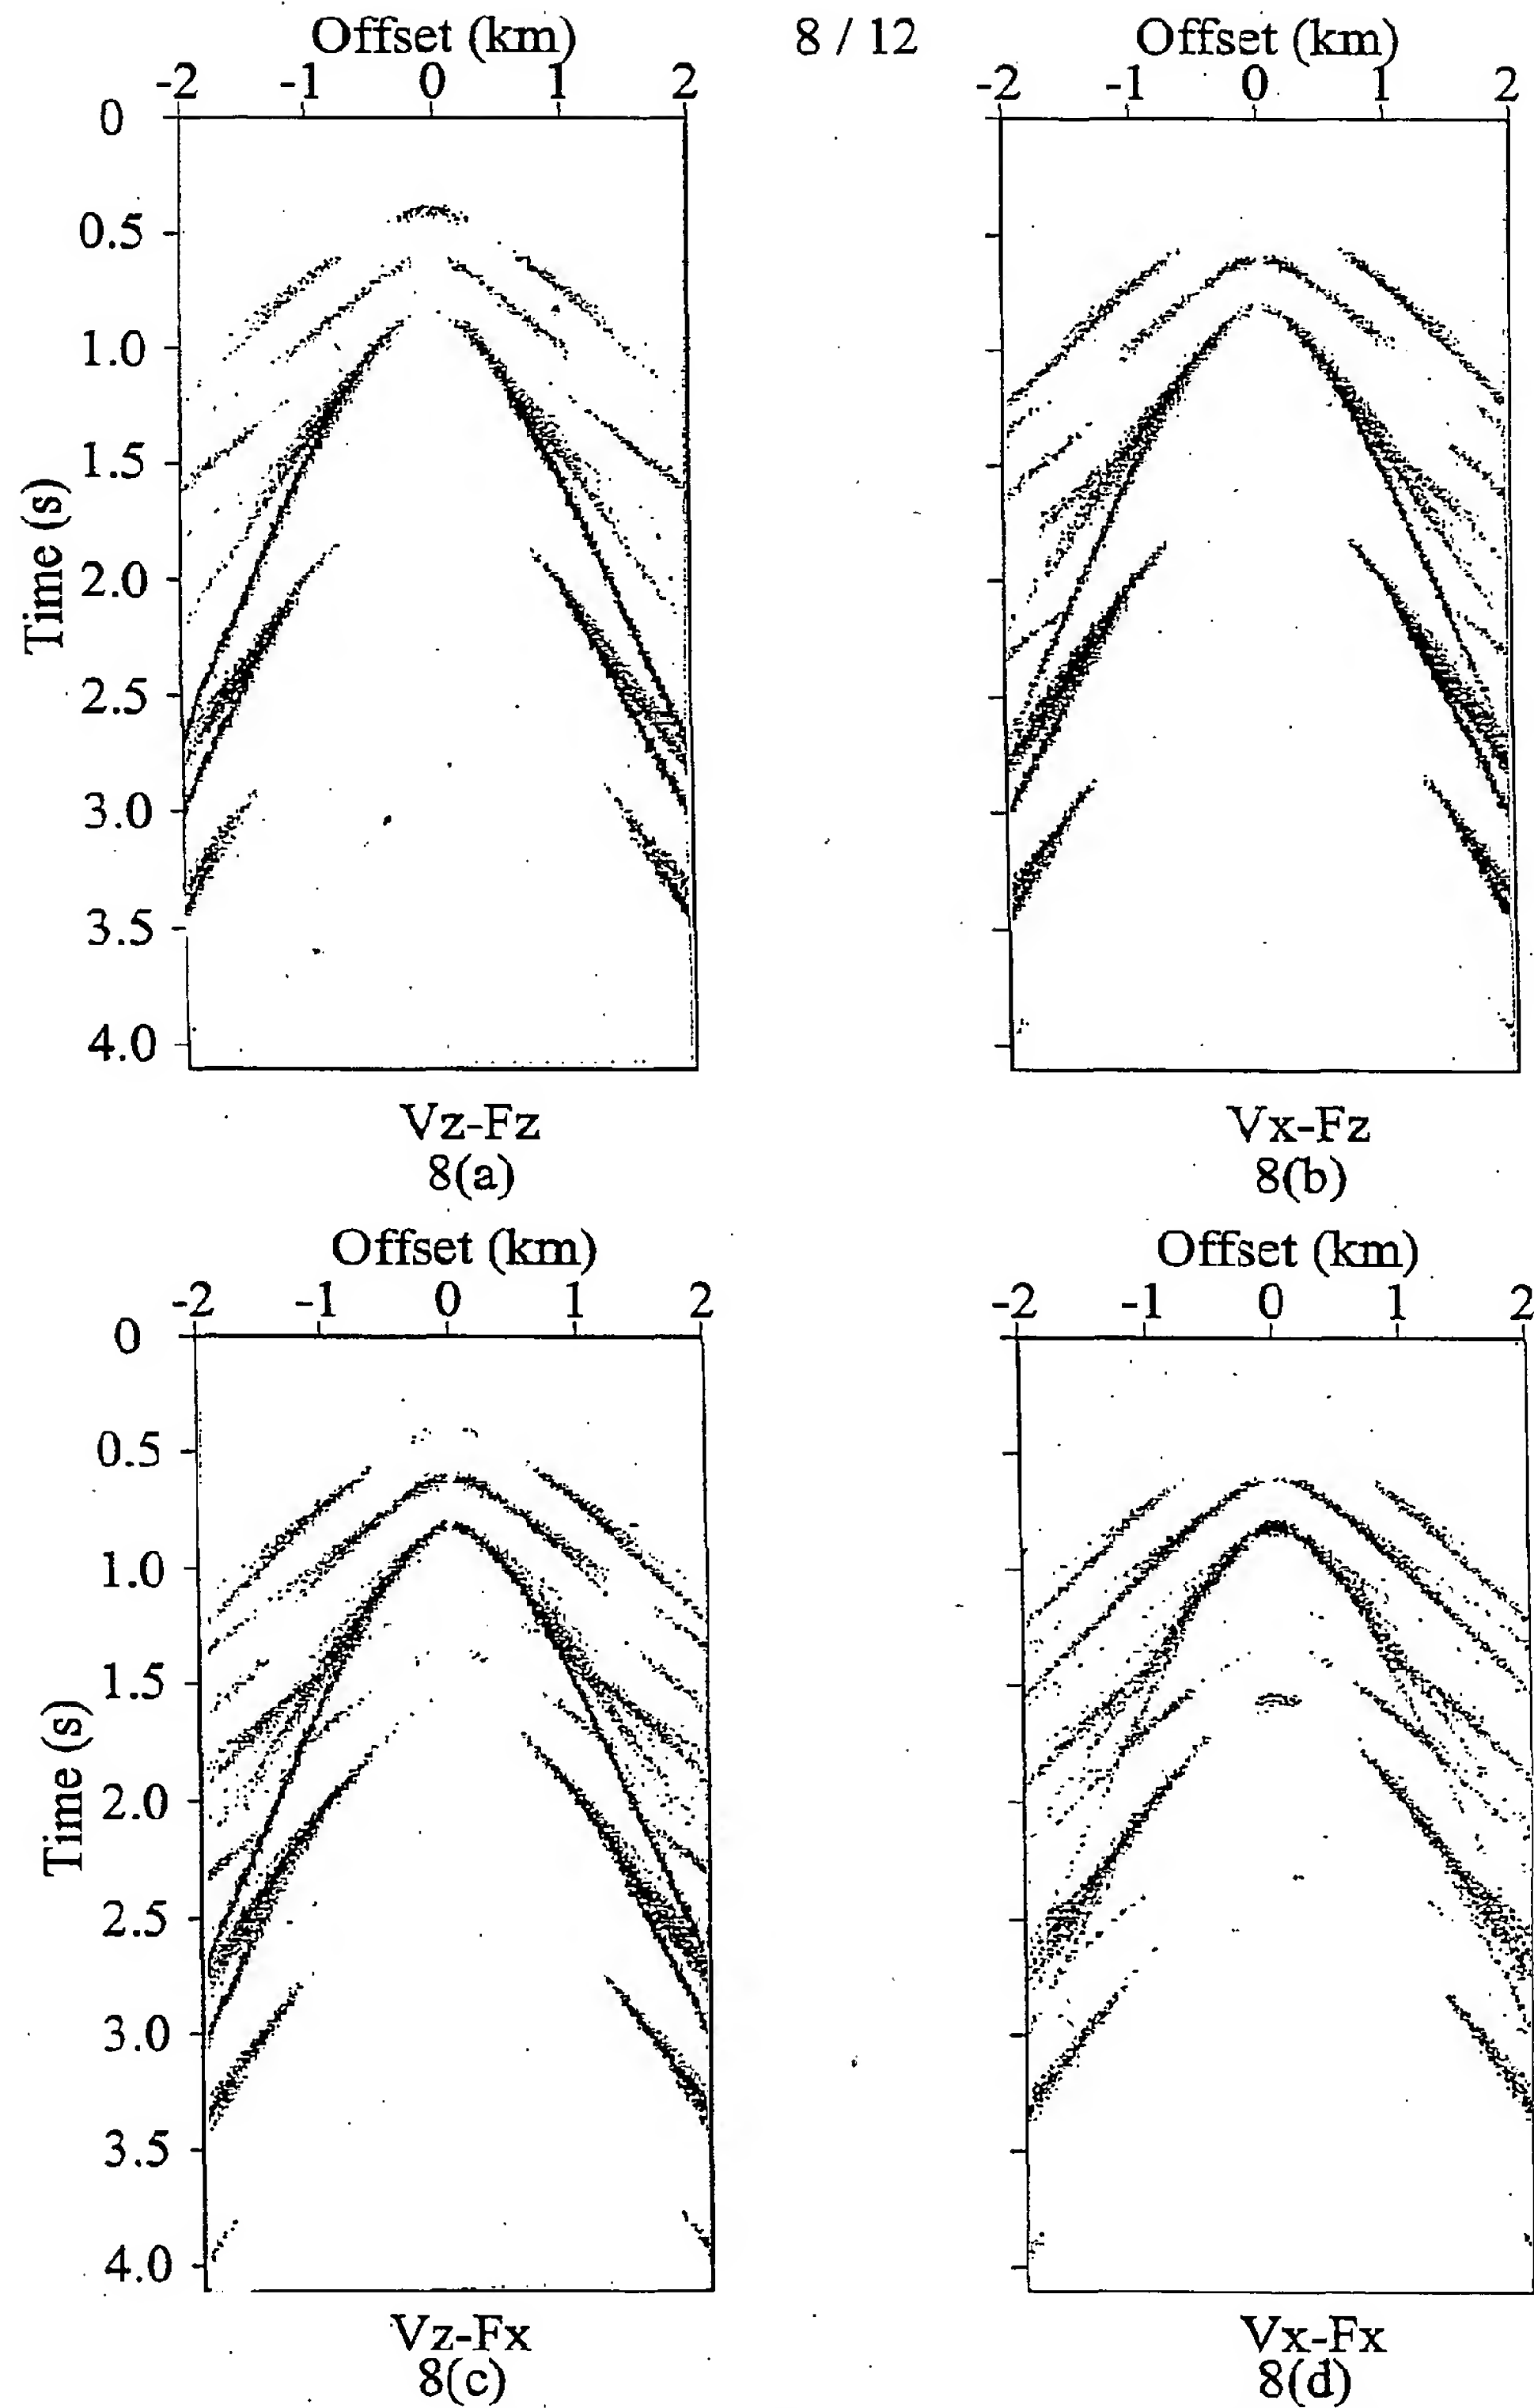 Offset (km) 8 / 12 Offset (km)
-2 -1 0 1 2 -2 -1 0 1 2
0
0.5
1.0
1.5
2.0
2.5
3.0
3.5
4.0
Time (s)
Vz-Fz Vx-Fz
8(a) 8(b)
Offset (km) Offset (km)
-2 -1 0 1 2 -2 -1 0 1 2
0
0.5
1.0
1.5
2.0
2.5
3.0
3.5
4.0
Time (s)
Vz-Fx Vx-Fx
8(c) 8(d)